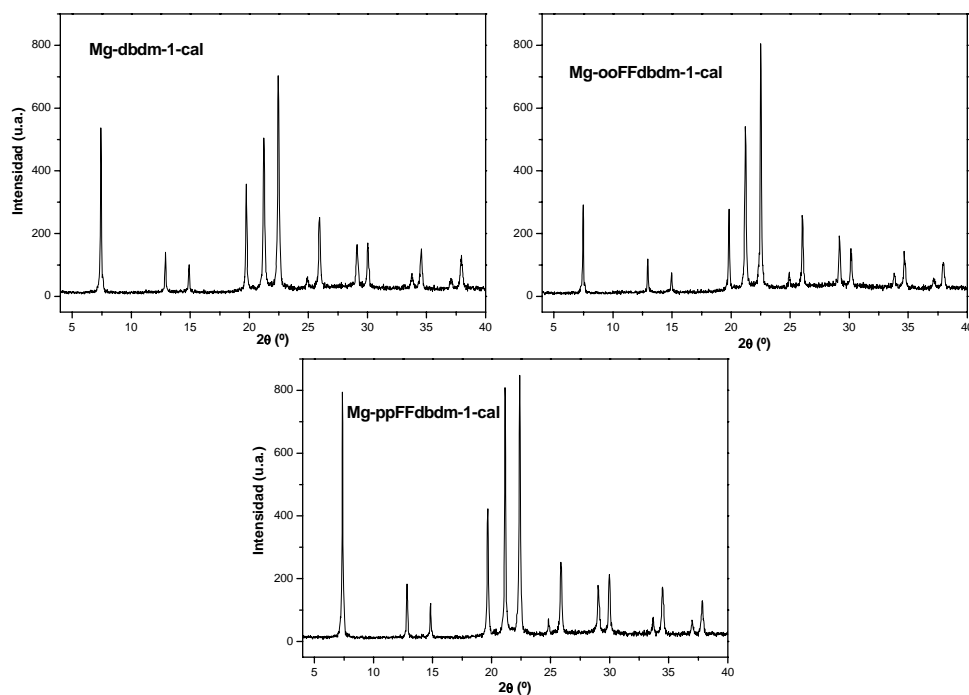 Mg-dbdm-1-cal
Intensidad (u.a.)
800
600
400
200
0
5 10 15 20 25 30 35 40
2θ (º)
Mg-ooFFdbdm-1-cal
Intensidad (u.a.)
800
600
400
200
0
5 10 15 20 25 30 35 40
2θ (º)
Mg-ppFFdbdm-1-cal
Intensidad (u.a.)
800
600
400
200
0
5 10 15 20 25 30 35 40
2θ (º)